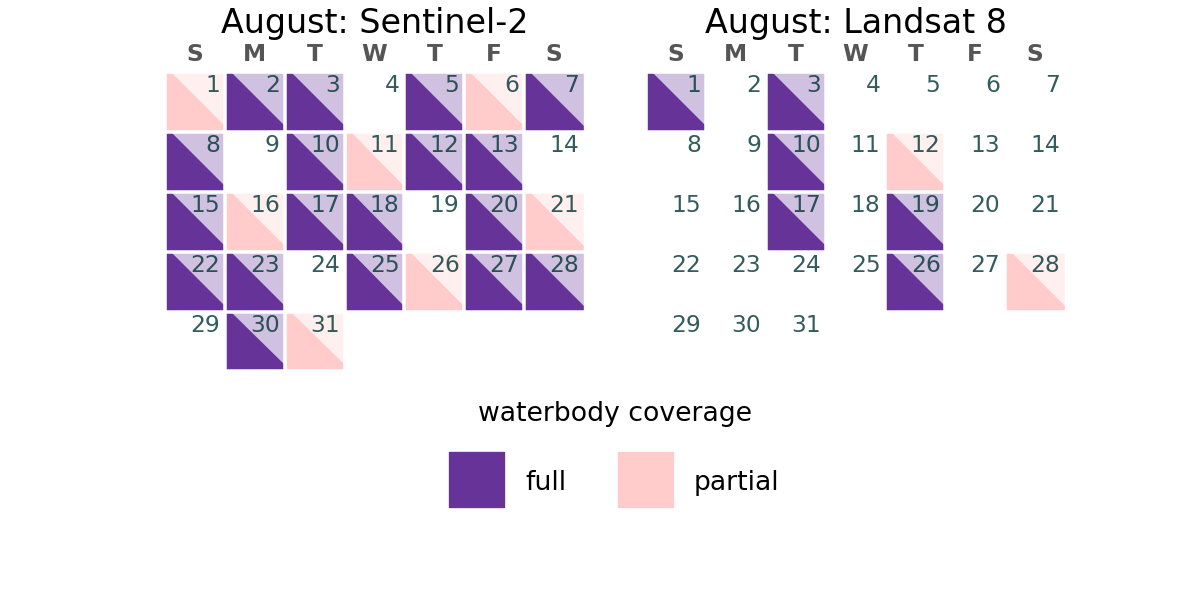 August: Sentinel-2
S M T W T F S
1 2 3 4 5 6 7
8 9 10 11 12 13 14
15 16 17 18 19 20 21
22 23 24 25 26 27 28
29 30 31
August: Landsat 8
S M T W T F S
1 2 3 4 5 6 7
8 9 10 11 12 13 14
15 16 17 18 19 20 21
22 23 24 25 26 27 28
29 30 31
waterbody coverage
full
partial